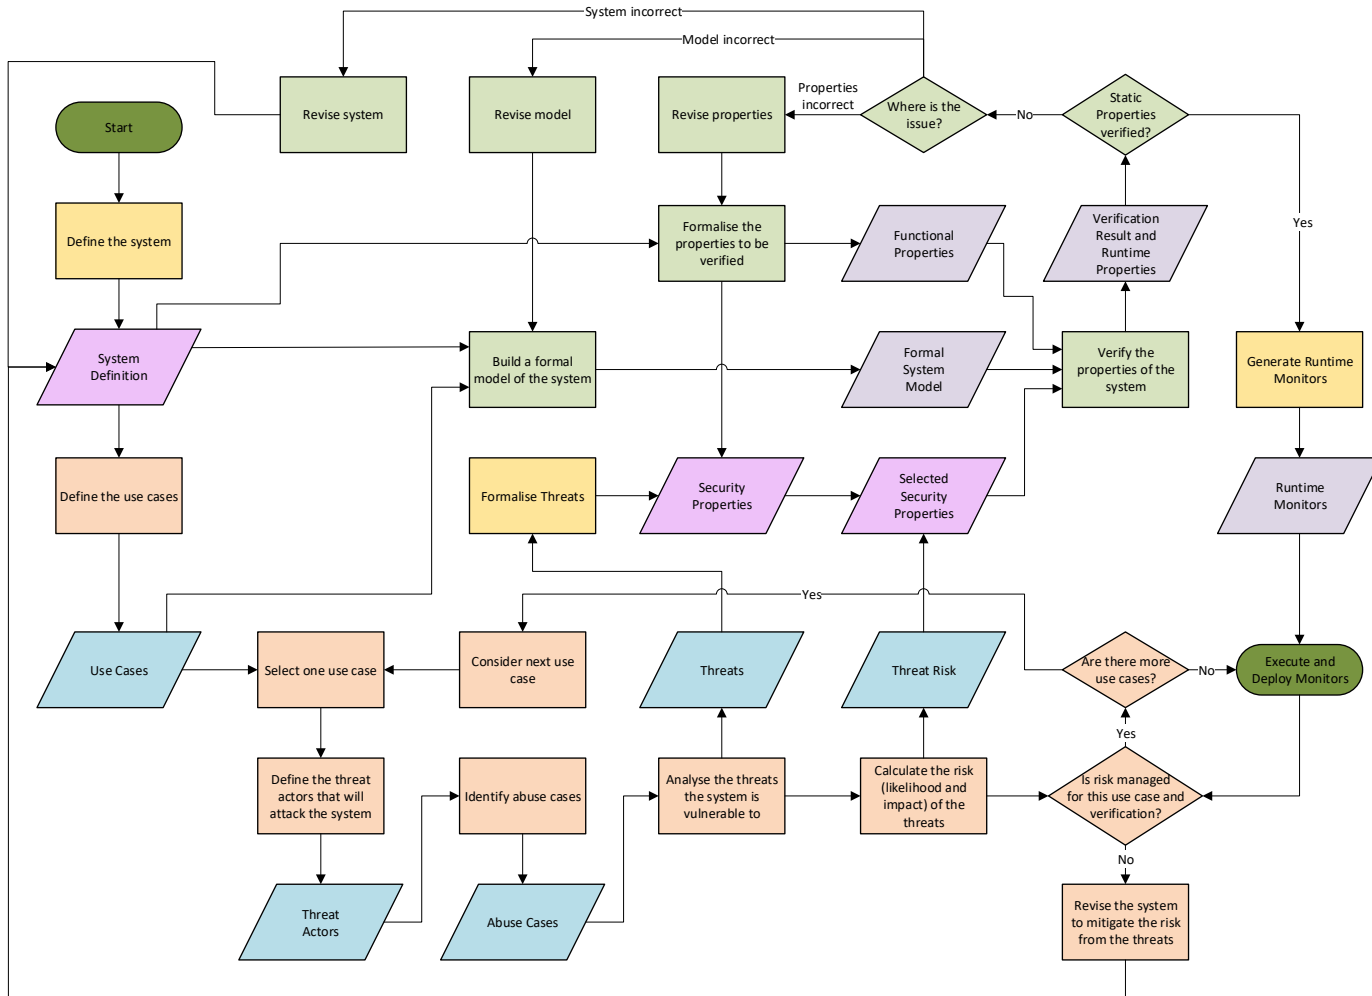 System incorrect
Model incorrect
Revise system
Revise model
Revise properties
Properties
incorrect
Where is the
issue?
No
Static
Properties
verified?
Start
Define the system
Formalise the
properties to be
verified
Functional
Properties
Verification
Result and
Runtime
Properties
Yes
System
Definition
Build a formal
model of the system
Formal
System
Model
Verify the
properties of the
system
Generate Runtime
Monitors
Define the use cases
Formalise Threats
Security
Properties
Selected
Security
Properties
Runtime
Monitors
Yes
Use Cases
Select one use case
Consider next use
case
Threats
Threat Risk
Are there more
use cases?
No
Execute and
Deploy Monitors
Yes
Define the threat
actors that will
attack the system
Identify abuse cases
Analyse the threats
the system is
vulnerable to
Calculate the risk
(likelihood and
impact) of the
threats
Is risk managed
for this use case and
verification?
No
Threat
Actors
Abuse Cases
Revise the system
to mitigate the risk
from the threats